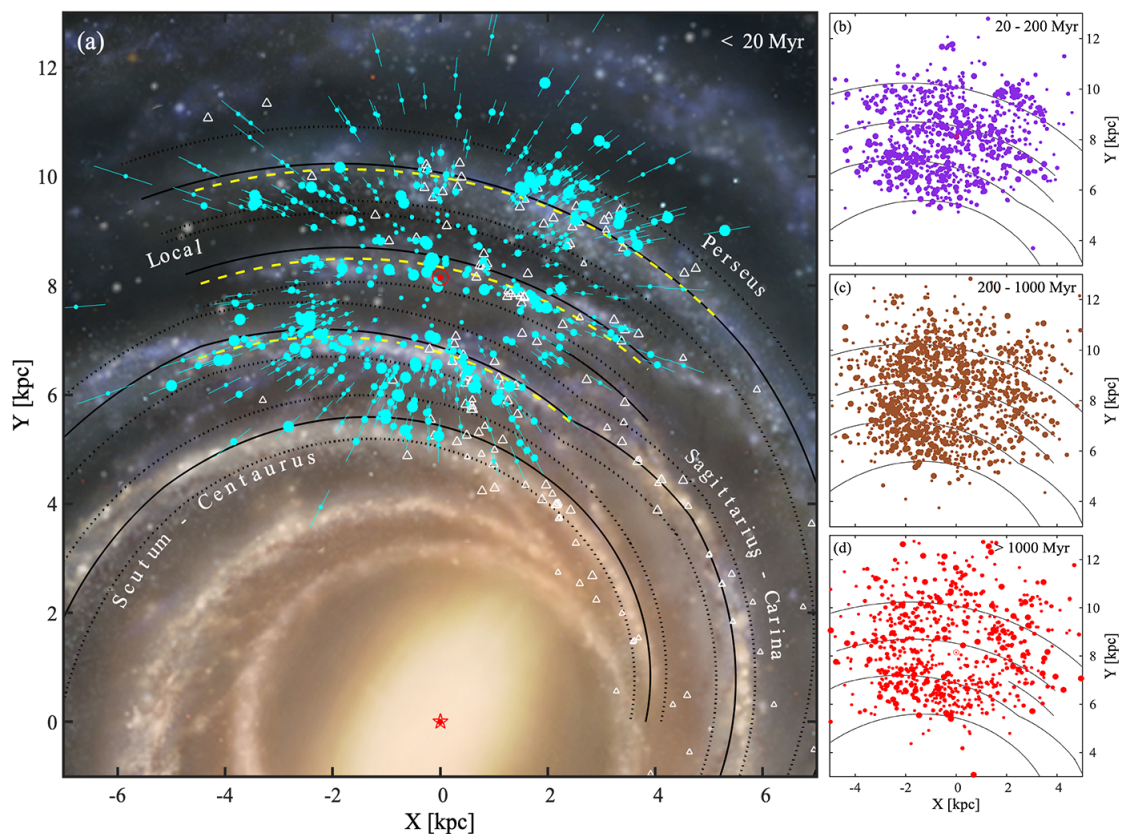 (a)
< 20 Myr
12
10
8
6
4
2
0
Y [kpc]
-6
-4
-2
0
2
4
6
X [kpc]
Local
Perseus
Scutum - Centaurus
Sagittarius - Carina
(b)
20 - 200 Myr
12
10
8
6
4
Y [kpc]
(c)
200 - 1000 Myr
12
10
8
6
4
Y [kpc]
(d)
> 1000 Myr
12
10
8
6
4
Y [kpc]
-4
-2
0
2
4
X [kpc]